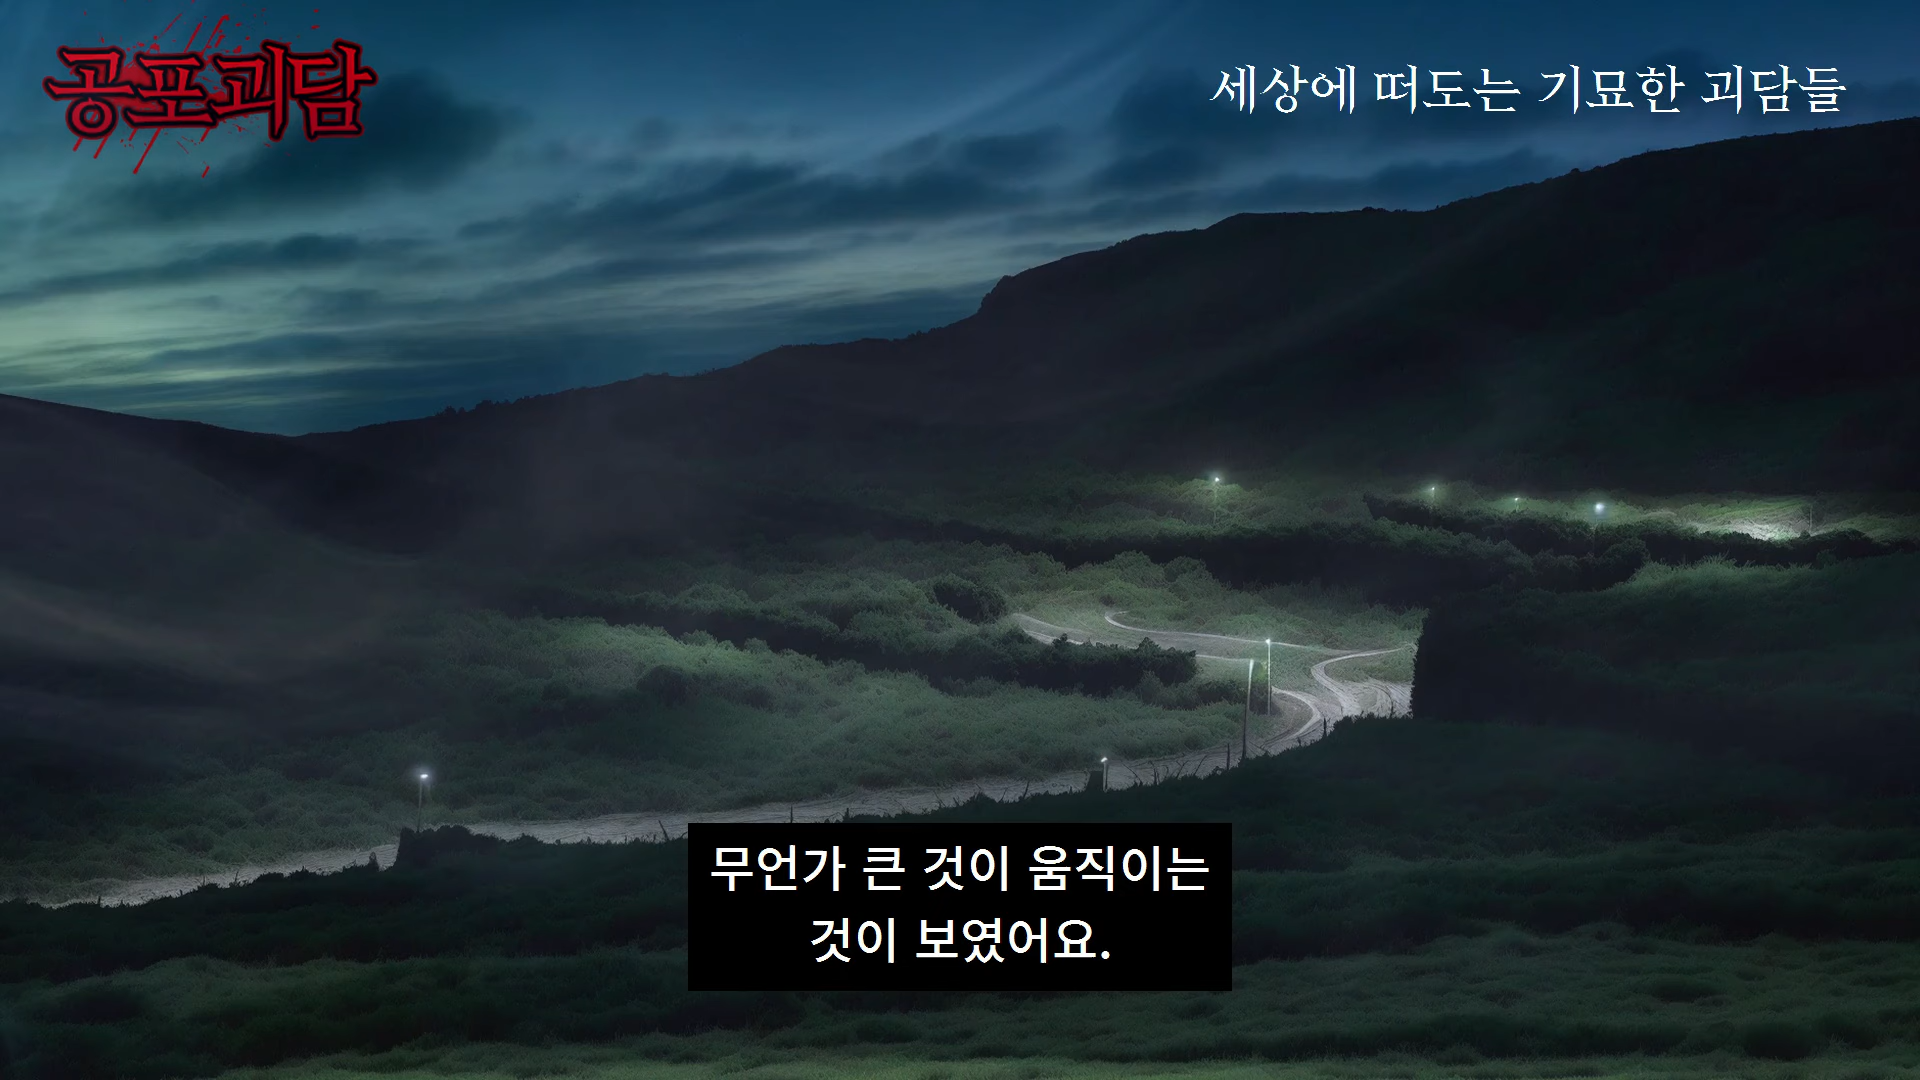 공포괴담
세상에 떠도는 기묘한 괴담들
무언가 큰 것이 움직이는
것이 보였어요.